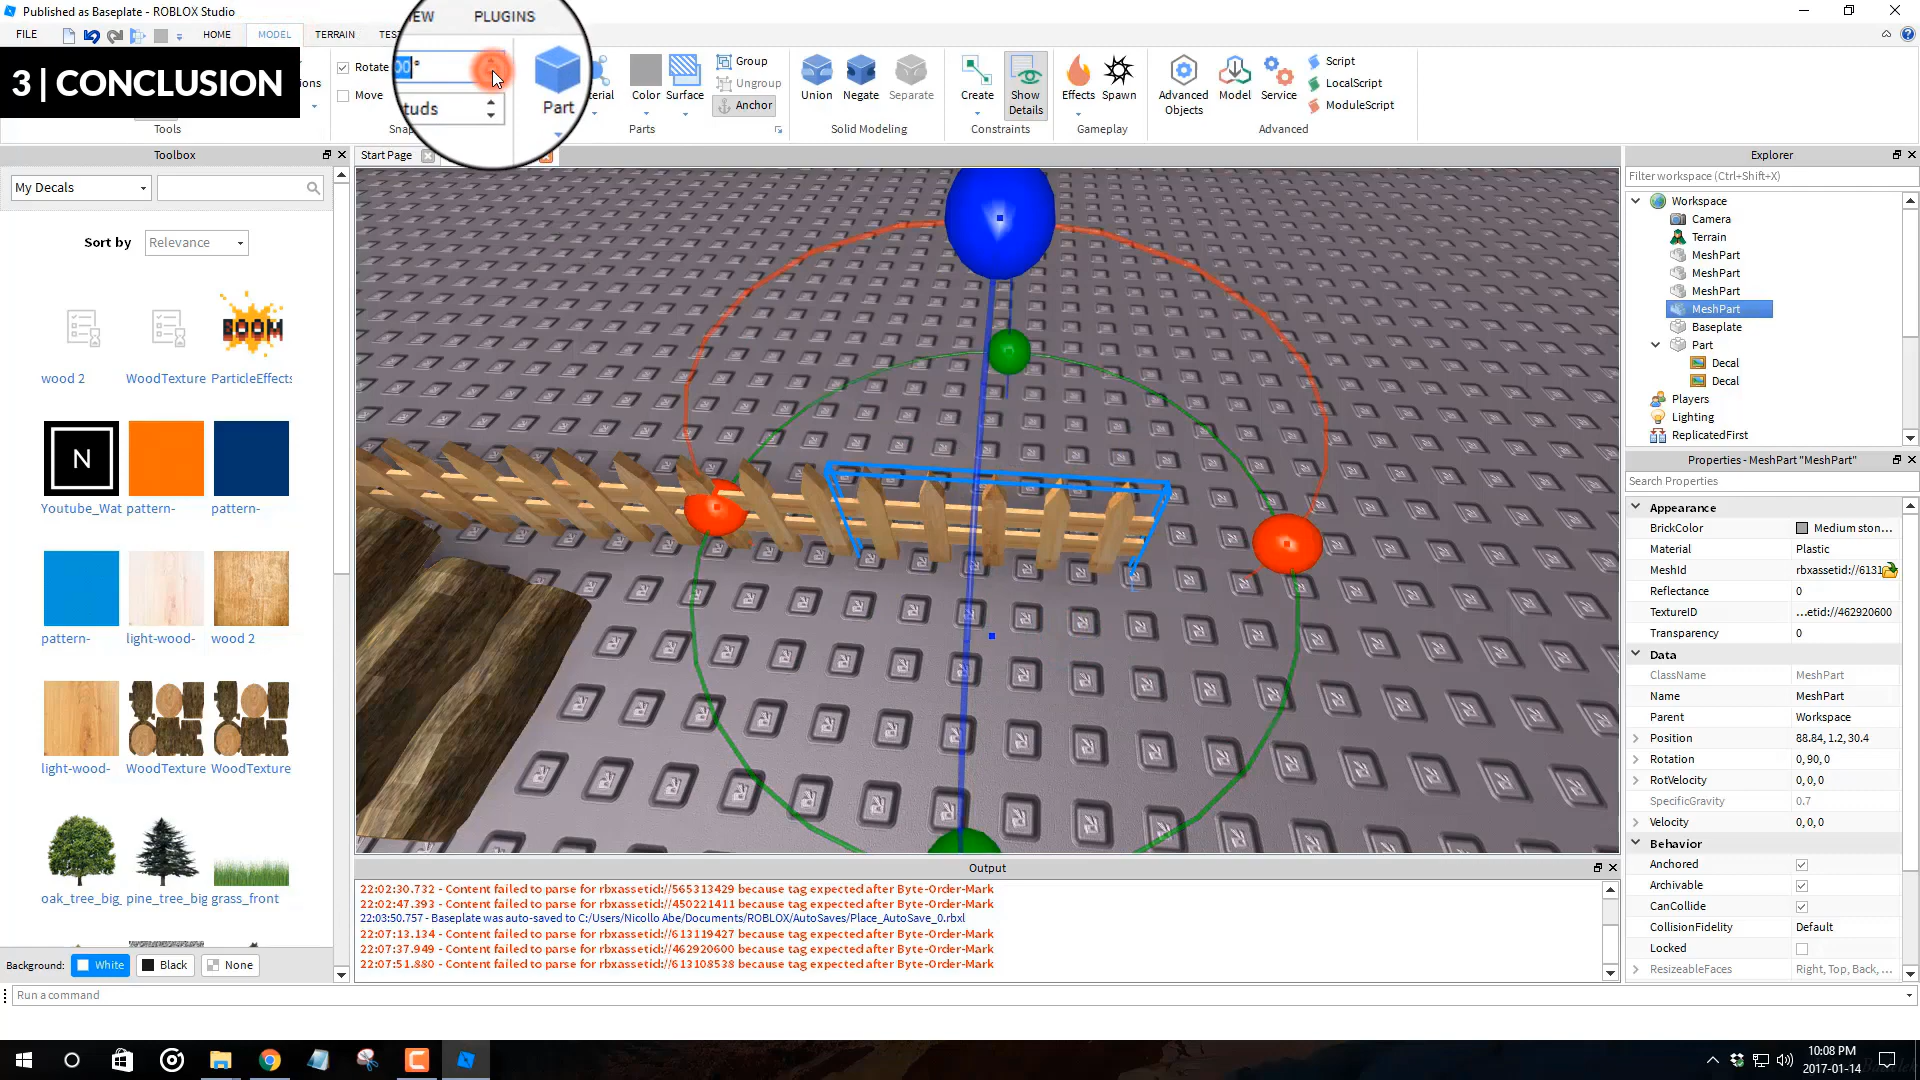 Published as Baseplate - ROBLOX Studio
FILE
HOME
MODEL
TERRAIN
PLUGINS
3 | CONCLUSION
Rotate
Move
tuds
Part
Color
Surface
Group
Ungroup
Anchor
Union
Negate
Separate
Create
Show Details
Effects
Spawn
Advanced Objects
Model
Service
Script
LocalScript
ModuleScript
Tools
Parts
Solid Modeling
Constraints
Gameplay
Advanced
Toolbox
Start Page
Explorer
My Decals
Filter workspace (Ctrl+Shift+X)
Sort by
Relevance
wood 2
WoodTexture
ParticleEffects
BOOM
N
Youtube_Wat
pattern-
pattern-
pattern-
light-wood-
wood 2
light-wood-
WoodTexture
WoodTexture
oak_tree_big_
pine_tree_big
grass_front
Background:
White
Black
None
Workspace
Camera
Terrain
MeshPart
MeshPart
MeshPart
MeshPart
Baseplate
Part
Decal
Decal
Players
Lighting
ReplicatedFirst
Properties - MeshPart "MeshPart"
Search Properties
Appearance
BrickColor Medium ston...
Material Plastic
MeshId rbxassetid://6131
Reflectance 0
TextureID ...etid://462920600
Transparency 0
Data
ClassName MeshPart
Name MeshPart
Parent Workspace
Position 88.84, 1.2, 30.4
Rotation 0, 90, 0
RotVelocity 0, 0, 0
SpecificGravity 0.7
Velocity 0, 0, 0
Behavior
Anchored
Archivable
CanCollide
CollisionFidelity Default
Locked
ResizeableFaces Right, Top, Back, ...
Output
22:02:30.732 - Content failed to parse for rbxassetid://565313429 because tag expected after Byte-Order-Mark
22:02:47.393 - Content failed to parse for rbxassetid://450221411 because tag expected after Byte-Order-Mark
22:03:50.757 - Baseplate was auto-saved to C:/Users/Nicollo Abe/Documents/ROBLOX/AutoSaves/Place_AutoSave_0.rbxl
22:07:13.134 - Content failed to parse for rbxassetid://613119427 because tag expected after Byte-Order-Mark
22:07:37.949 - Content failed to parse for rbxassetid://462920600 because tag expected after Byte-Order-Mark
22:07:51.880 - Content failed to parse for rbxassetid://613108538 because tag expected after Byte-Order-Mark
Run a command
10:08 PM
2017-01-14